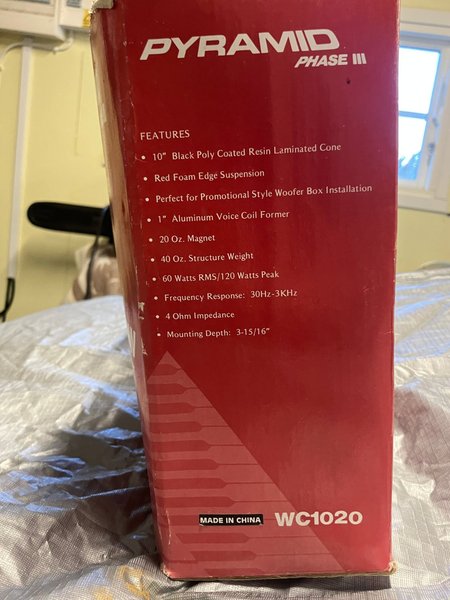 PYRAMID
PHASE III
FEATURES
• 10" Black Poly Coated Resin Laminated Cone
• Red Foam Edge Suspension
• Perfect for Promotional Style Woofer Box Installation
• 1" Aluminum Voice Coil Former
• 20 Oz. Magnet
• 40 Oz. Structure Weight
• 60 Watts RMS/120 Watts Peak
• Frequency Response: 30Hz-3KHz
• 4 Ohm Impedance
• Mounting Depth: 3-15/16"
MADE IN CHINA WC1020